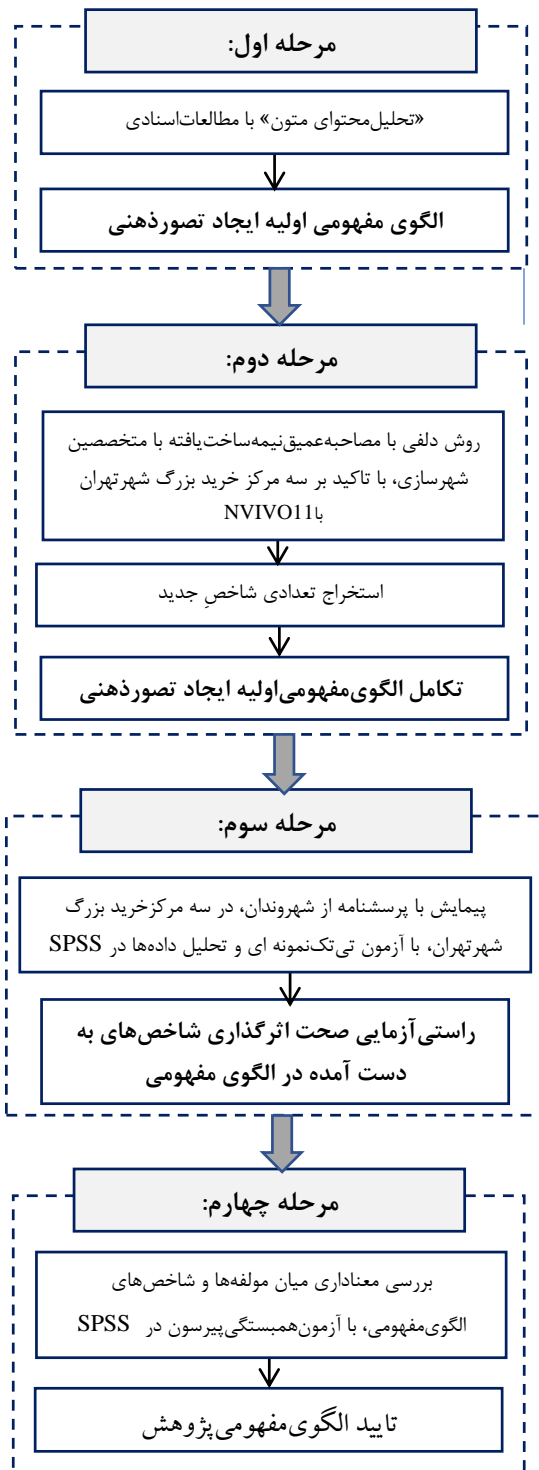 مرحله اول:
«تحلیل‌محتوای متون» با مطالعات‌اسنادی
الگوی مفهومی اولیه ایجاد تصورذهنی
مرحله دوم:
روش دلفی با مصاحبه‌عمیق‌نیمه‌ساخت‌یافته با متخصصین
شهرسازی، با تاکید بر سه مرکز خرید بزرگ شهرتهران
باNVIVO11
استخراج تعدادی شاخصِ جدید
تکامل الگوی‌مفهومی‌اولیه ایجاد تصورذهنی
مرحله سوم:
پیمایش با پرسشنامه از شهروندان، در سه مرکزخرید بزرگ
شهرتهران، با آزمون تی‌تک‌نمونه ای و تحلیل داده‌ها در SPSS
راستی‌آزمایی صحت اثرگذاری شاخص‌های به
دست آمده در الگوی مفهومی
مرحله چهارم:
بررسی معناداری میان مولفه‌ها و شاخص‌های
الگوی‌مفهومی، با آزمون‌همبستگی‌پیرسون در SPSS
تایید الگوی‌مفهومی‌پژوهش